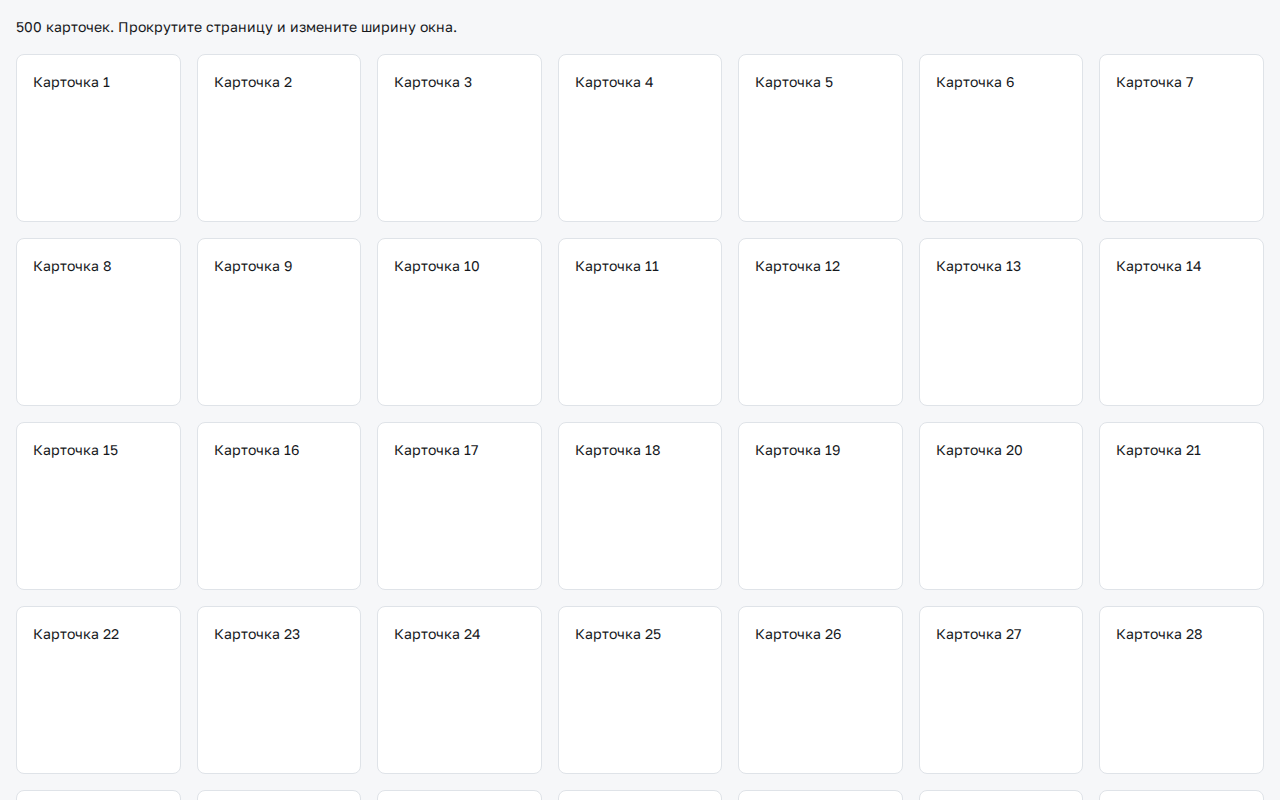 500 карточек. Прокрутите страницу и измените ширину окна.
Карточка 1
Карточка 2
Карточка 3
Карточка 4
Карточка 5
Карточка 6
Карточка 7
Карточка 8
Карточка 9
Карточка 10
Карточка 11
Карточка 12
Карточка 13
Карточка 14
Карточка 15
Карточка 16
Карточка 17
Карточка 18
Карточка 19
Карточка 20
Карточка 21
Карточка 22
Карточка 23
Карточка 24
Карточка 25
Карточка 26
Карточка 27
Карточка 28